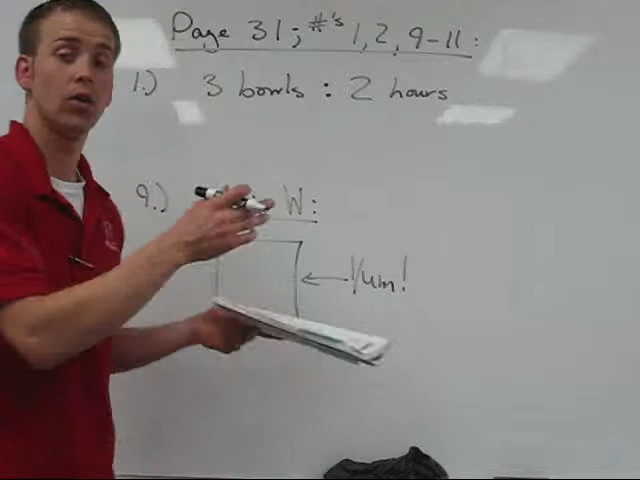 Page 31; #'s 1, 2, 9-11:
1.) 3 bowls : 2 hours
9.) W:
Yum!